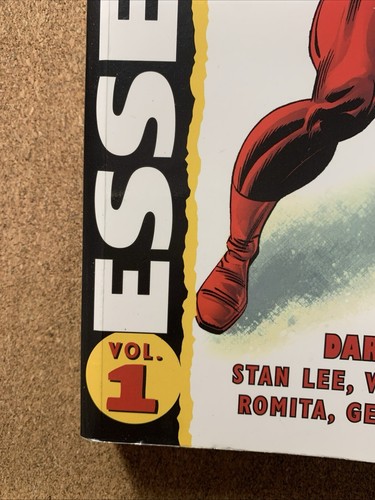 ESSE
VOL.
1
DAR
STAN LEE, W
ROMITA, GE